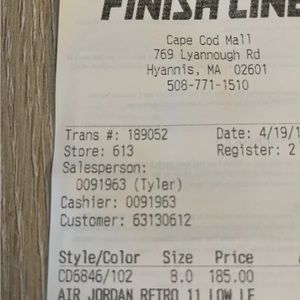 FINISH LINE
Cape Cod Mall
769 Lyannough Rd
Hyannis, MA 02601
508-771-1510
Trans #: 189052 Date: 4/19/1
Store: 613 Register: 2
Salesperson:
0091963 (Tyler)
Cashier: 0091963
Customer: 63130612
Style/Color Size Price
CD6846/102 8.0 185.00
AIR JORDAN RETRO 11 LOW LE